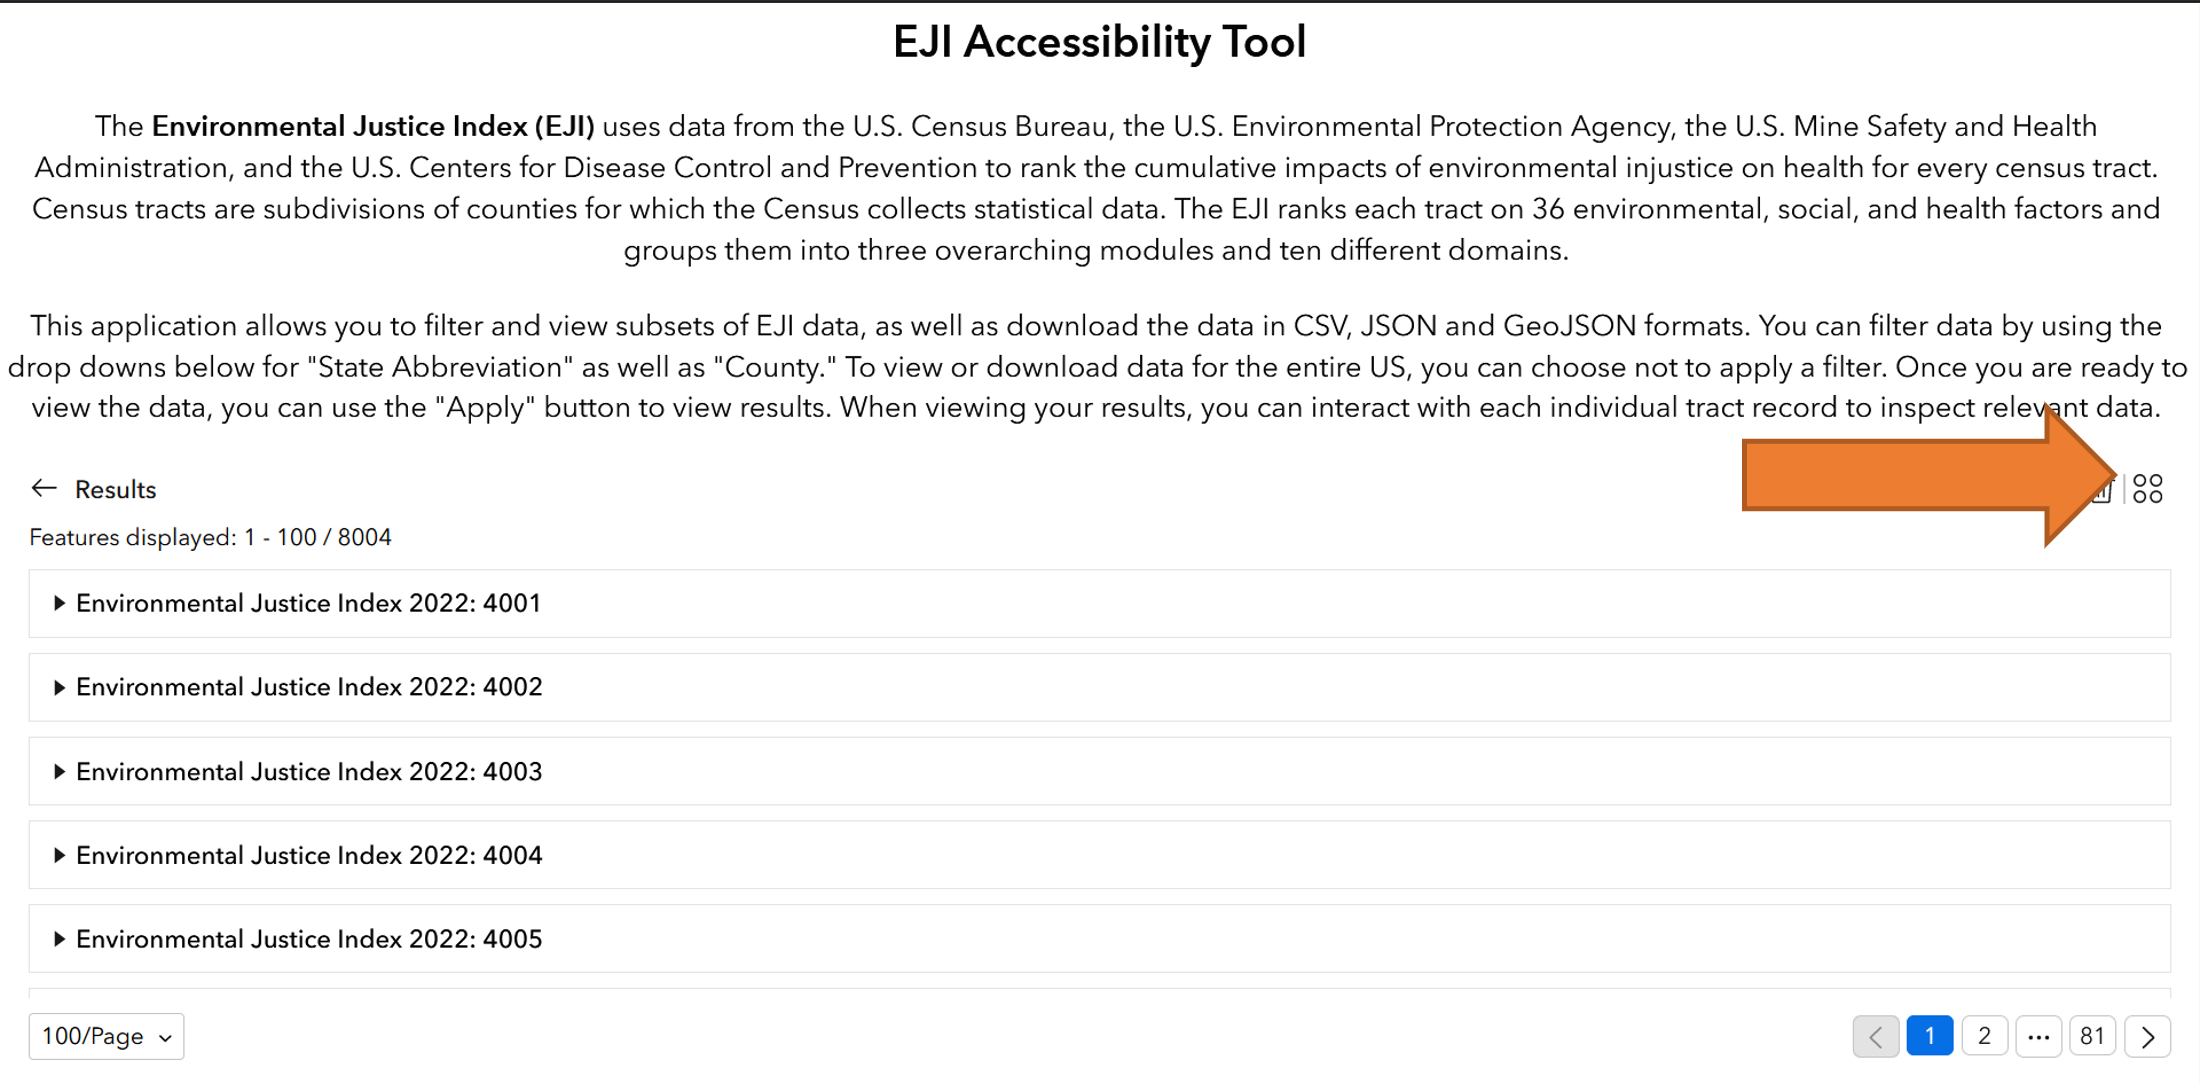 EJI Accessibility Tool
The Environmental Justice Index (EJI) uses data from the U.S. Census Bureau, the U.S. Environmental Protection Agency, the U.S. Mine Safety and Health
Administration, and the U.S. Centers for Disease Control and Prevention to rank the cumulative impacts of environmental injustice on health for every census tract.
Census tracts are subdivisions of counties for which the Census collects statistical data. The EJI ranks each tract on 36 environmental, social, and health factors and
groups them into three overarching modules and ten different domains.
This application allows you to filter and view subsets of EJI data, as well as download the data in CSV, JSON and GeoJSON formats. You can filter data by using the
drop downs below for "State Abbreviation" as well as "County." To view or download data for the entire US, you can choose not to apply a filter. Once you are ready to
view the data, you can use the "Apply" button to view results. When viewing your results, you can interact with each individual tract record to inspect relevant data.
Results
Features displayed: 1 - 100 / 8004
Environmental Justice Index 2022: 4001
Environmental Justice Index 2022: 4002
Environmental Justice Index 2022: 4003
Environmental Justice Index 2022: 4004
Environmental Justice Index 2022: 4005
100/Page 1 2 ... 81